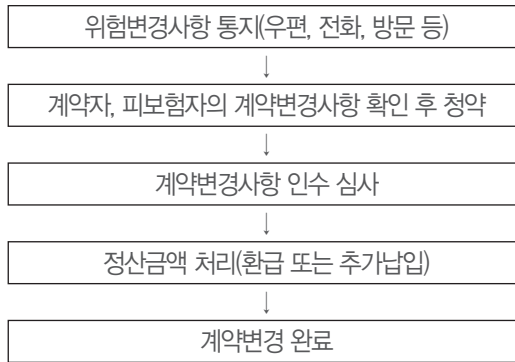 위험변경사항 통지(우편, 전화, 방문 등)
↓
계약자, 피보험자의 계약변경사항 확인 후 청약
↓
계약변경사항 인수 심사
↓
정산금액 처리(환급 또는 추가납입)
↓
계약변경 완료